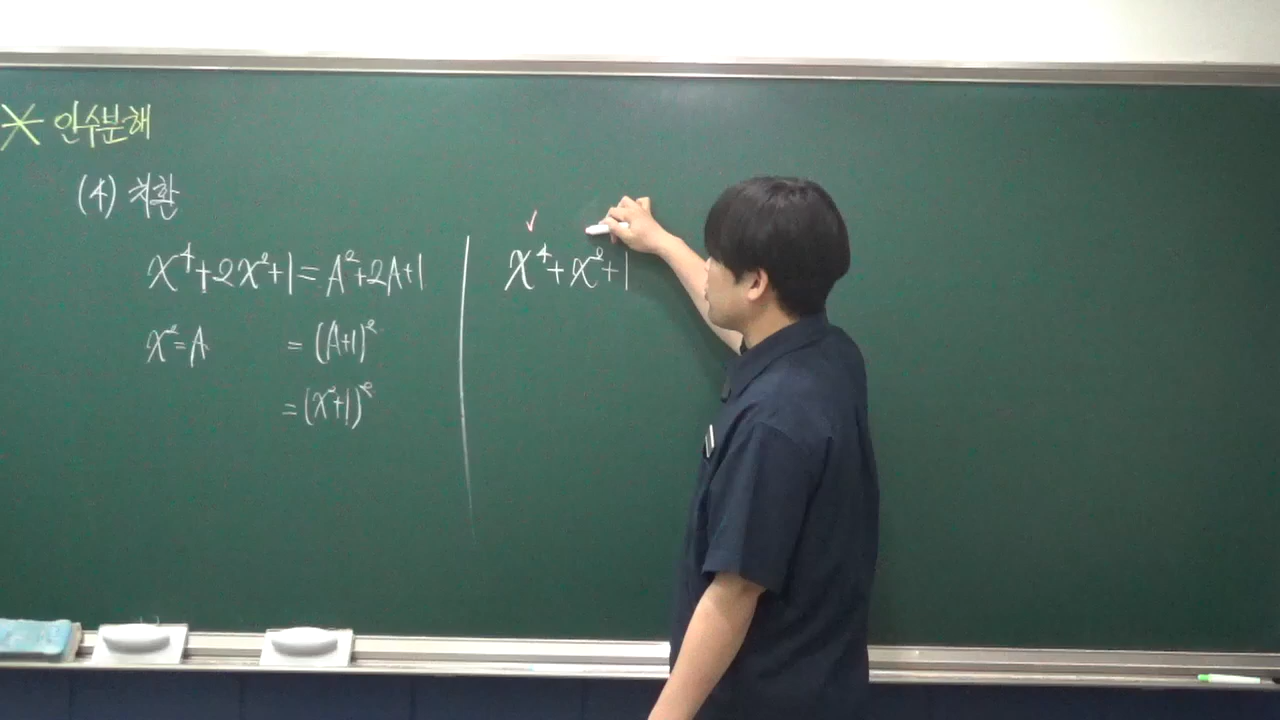 * 인수분해
(4) 치환
x⁴+2x²+1=A²+2A+1
x²=A =(A+1)²
=(x²+1)²
✓
x⁴+x²+1